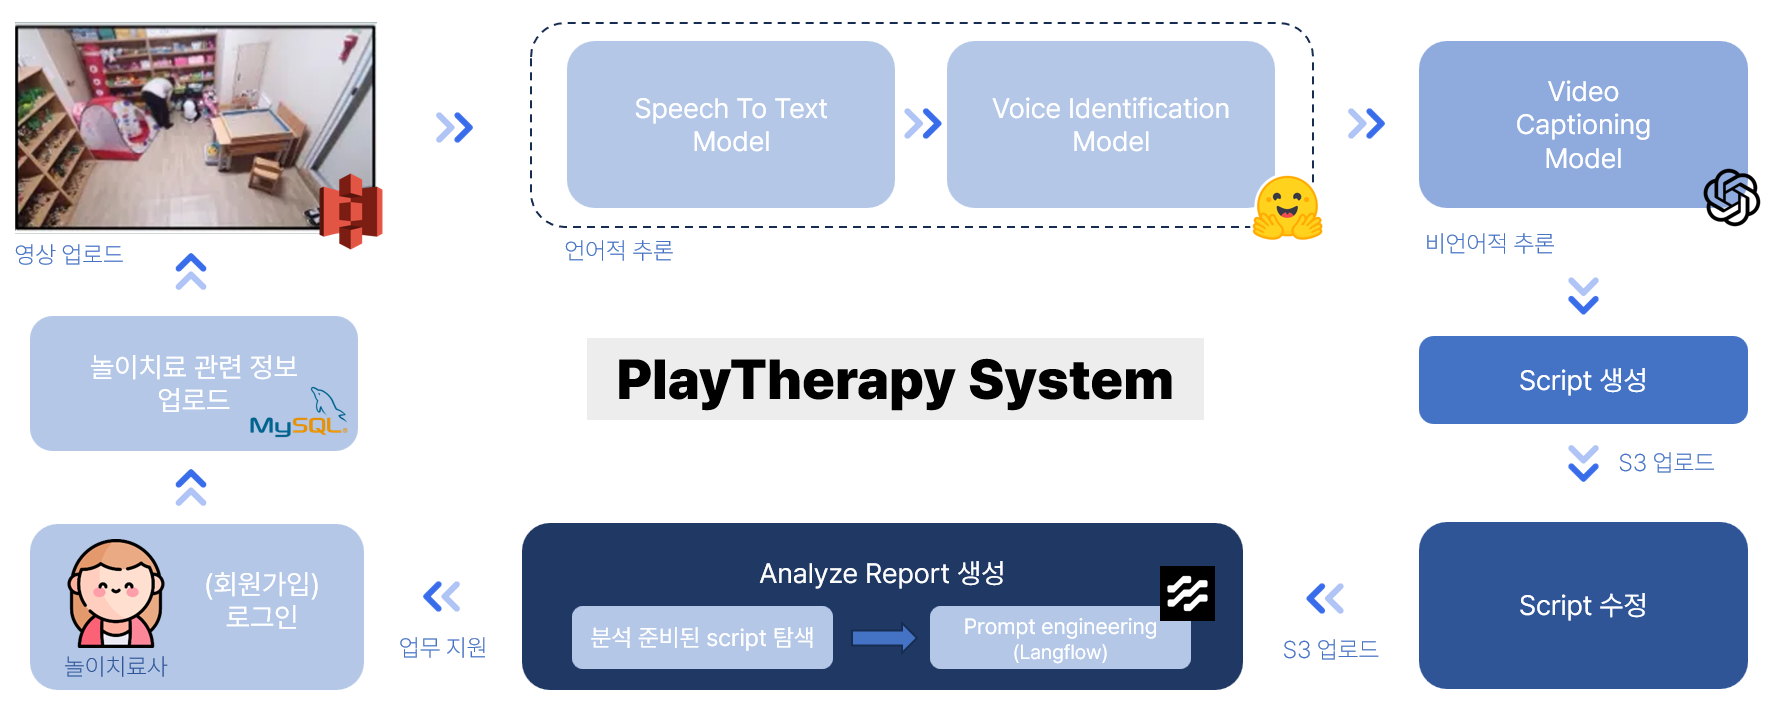 영상 업로드
Speech To Text
Model
Voice Identification
Model
언어적 추론
Video
Captioning
Model
비언어적 추론
놀이치료 관련 정보
업로드
MySQL®
PlayTherapy System
Script 생성
S3 업로드
(회원가입)
로그인
놀이치료사
업무 지원
Analyze Report 생성
분석 준비된 script 탐색
Prompt engineering
(Langflow)
S3 업로드
Script 수정